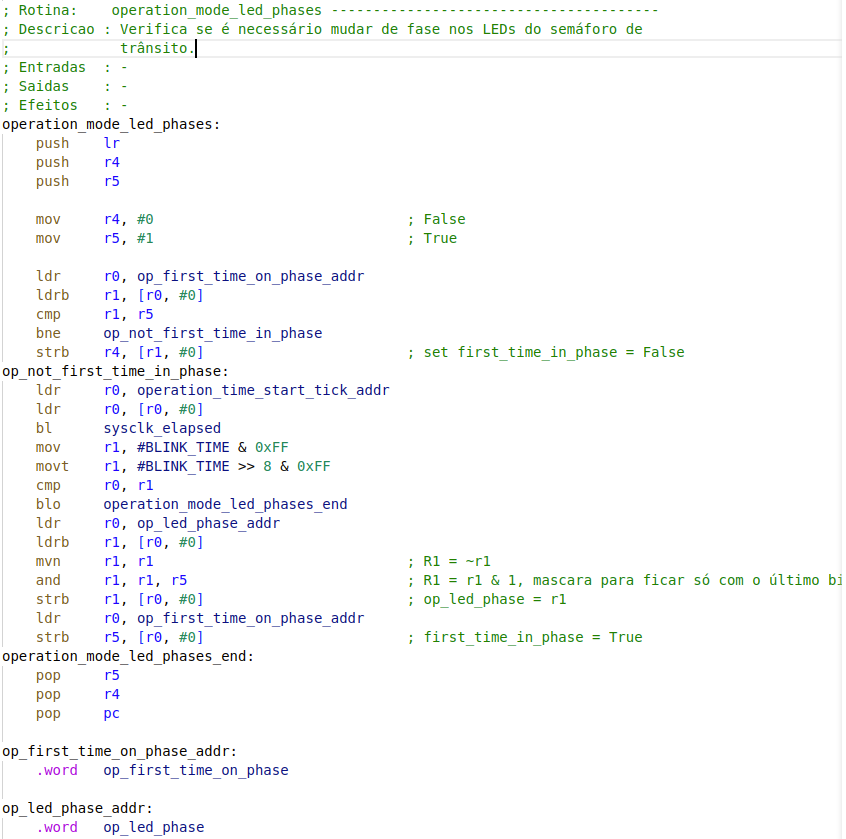 ; Rotina:    operation_mode_led_phases ---------------------------------------
; Descricao : Verifica se é necessário mudar de fase nos LEDs do semáforo de
;             trânsito.
; Entradas  : -
; Saidas    : -
; Efeitos   : -
operation_mode_led_phases:
    push    lr
    push    r4
    push    r5
    mov     r4, #0                              ; False
    mov     r5, #1                              ; True
    ldr     r0, op_first_time_on_phase_addr
    ldrb    r1, [r0, #0]
    cmp     r1, r5
    bne     op_not_first_time_in_phase
    strb    r4, [r1, #0]                        ; set first_time_in_phase = False
op_not_first_time_in_phase:
    ldr     r0, operation_time_start_tick_addr
    ldr     r0, [r0, #0]
    bl      sysclk_elapsed
    mov     r1, #BLINK_TIME & 0xFF
    movt    r1, #BLINK_TIME >> 8 & 0xFF
    cmp     r0, r1
    blo     operation_mode_led_phases_end
    ldr     r0, op_led_phase_addr
    ldrb    r1, [r0, #0]
    mvn     r1, r1                              ; R1 = ~r1
    and     r1, r1, r5                          ; R1 = r1 & 1, mascara para ficar só com o último bi
    strb    r1, [r0, #0]                        ; op_led_phase = r1
    ldr     r0, op_first_time_on_phase_addr
    strb    r5, [r0, #0]                        ; first_time_in_phase = True
operation_mode_led_phases_end:
    pop     r5
    pop     r4
    pop     pc
op_first_time_on_phase_addr:
    .word   op_first_time_on_phase
op_led_phase_addr:
    .word   op_led_phase